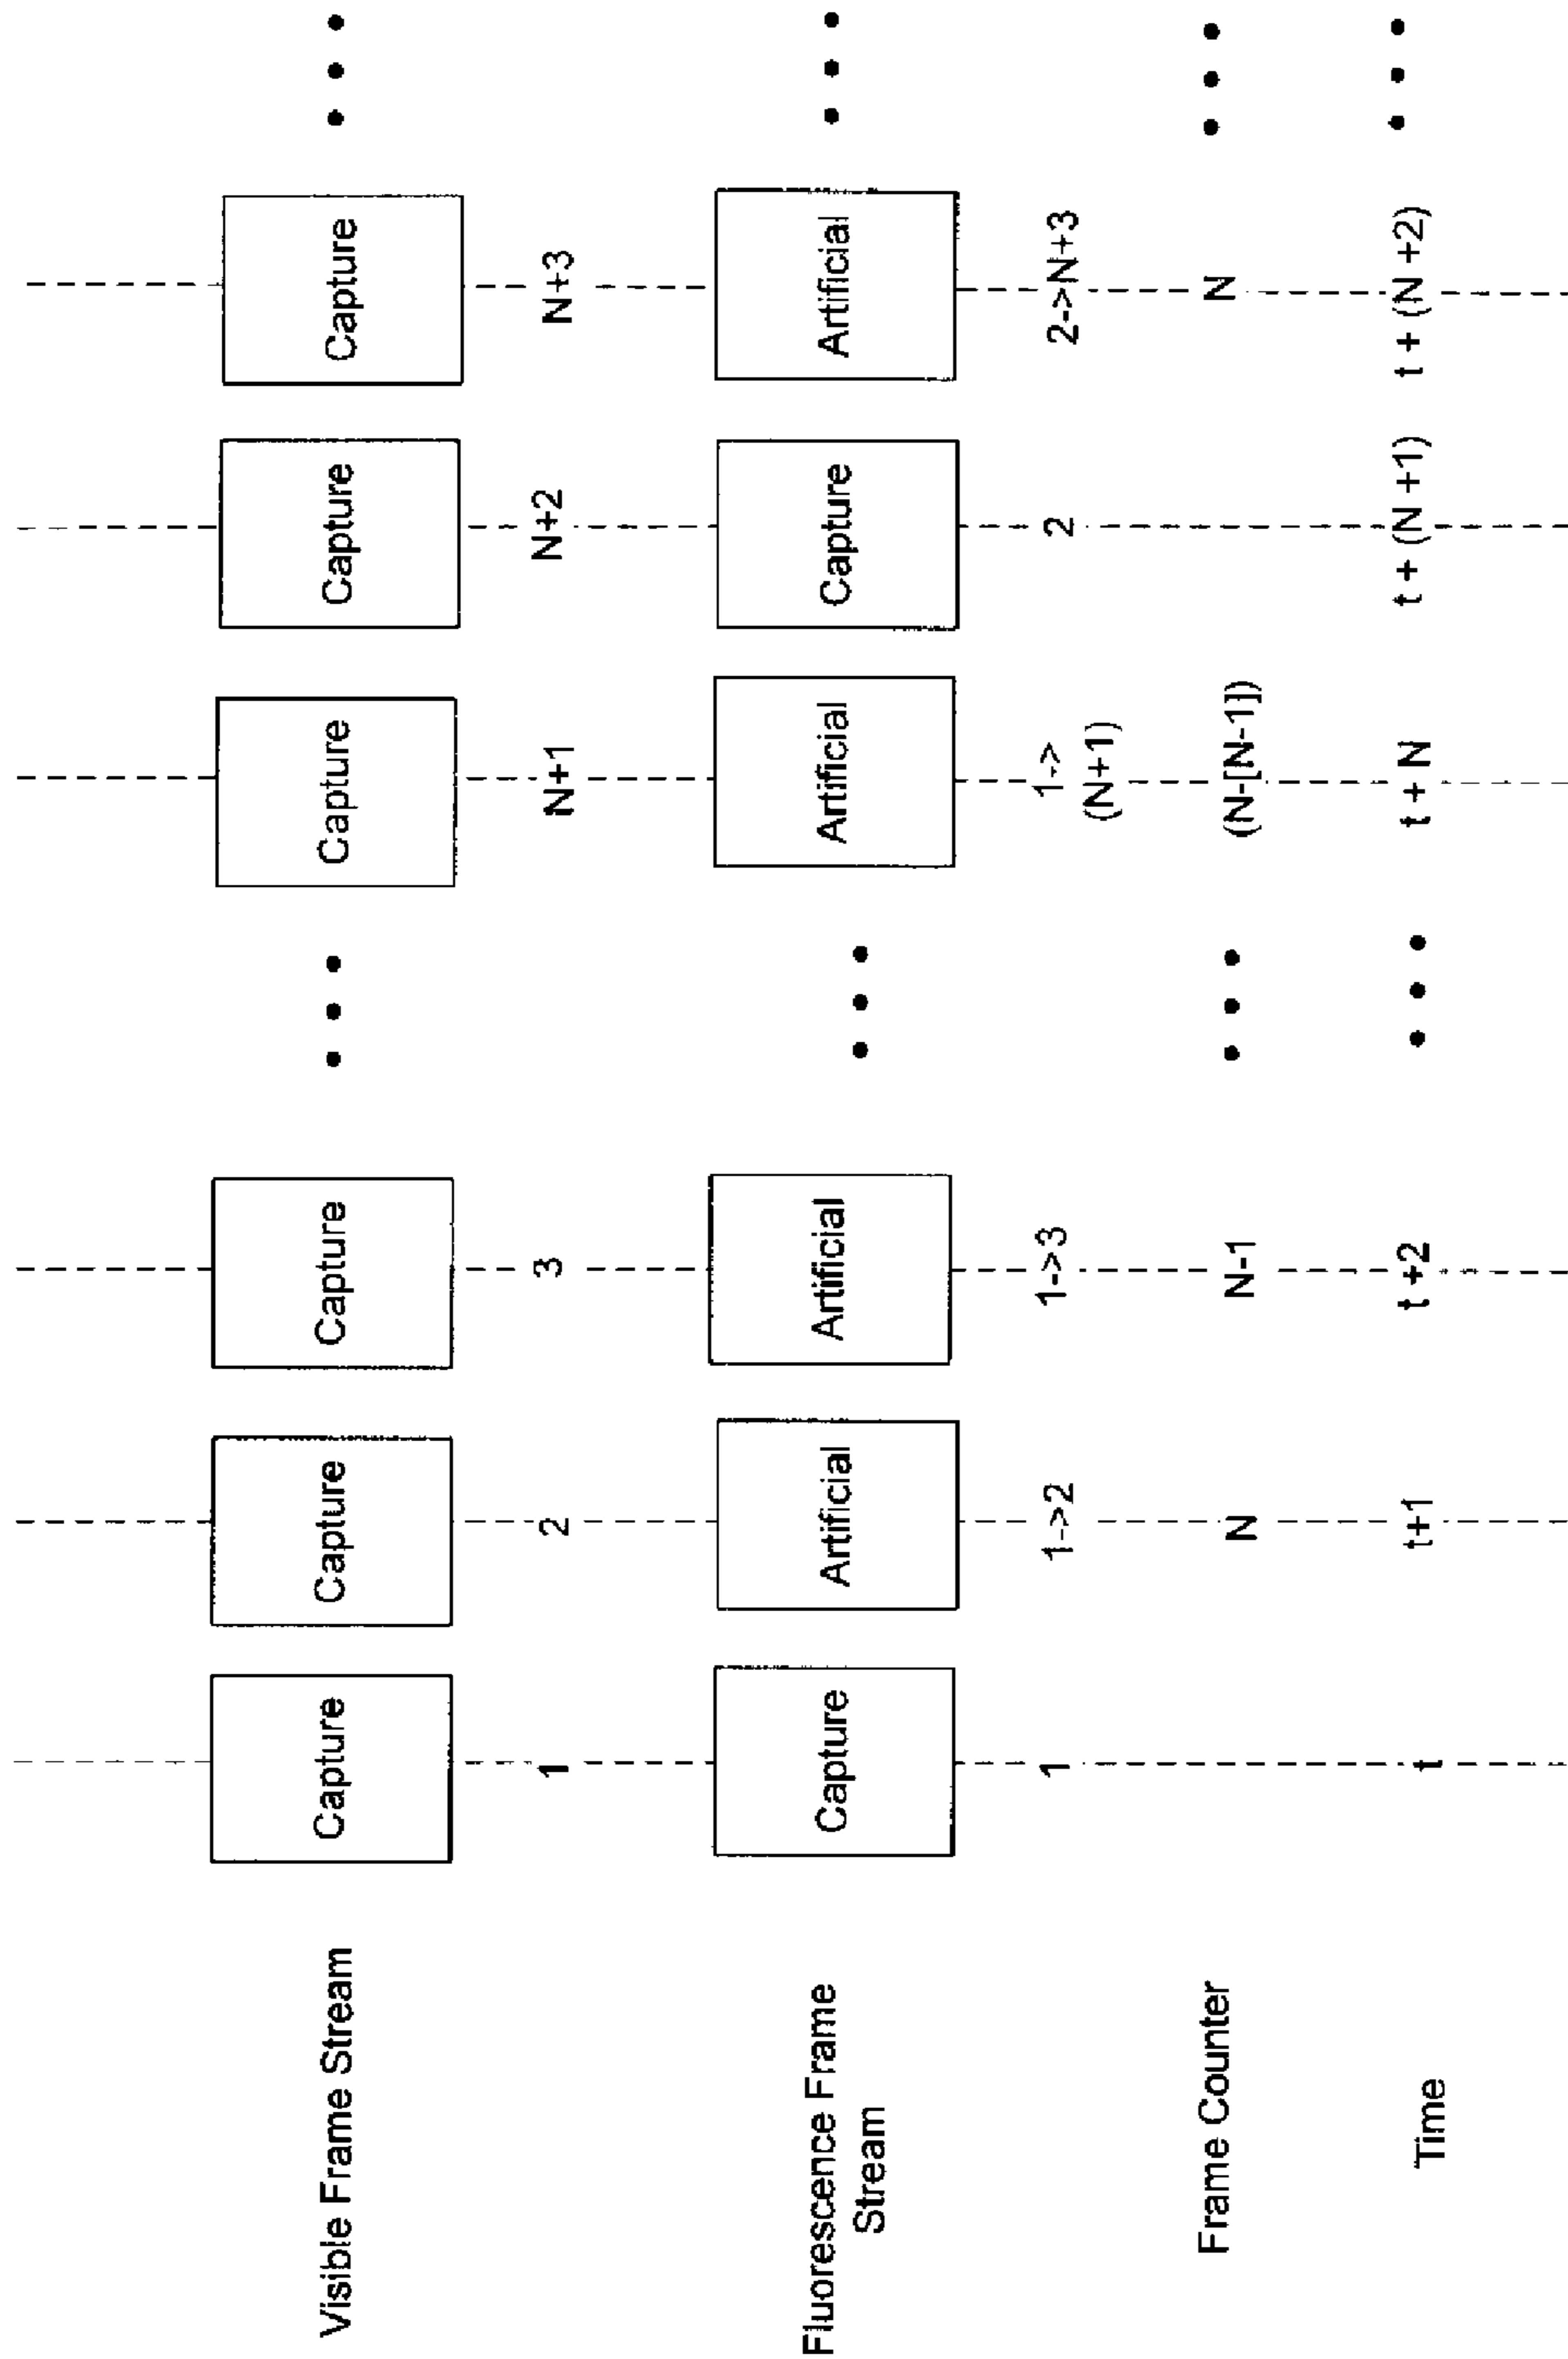 Visible Frame Stream
Capture
Capture
Capture
Capture
Capture
Capture
1
2
3
N+1
N+2
N+3
Fluorescence Frame
Stream
Capture
Artificial
Artificial
Artificial
Capture
Artificial
1
1->2
1->3
1->
(N+1)
2
2->N+3
Frame Counter
N
N-1
(N-[N-1])
N
Time
t
t+1
t +2
t + N
t + (N +1)
t + (N +2)